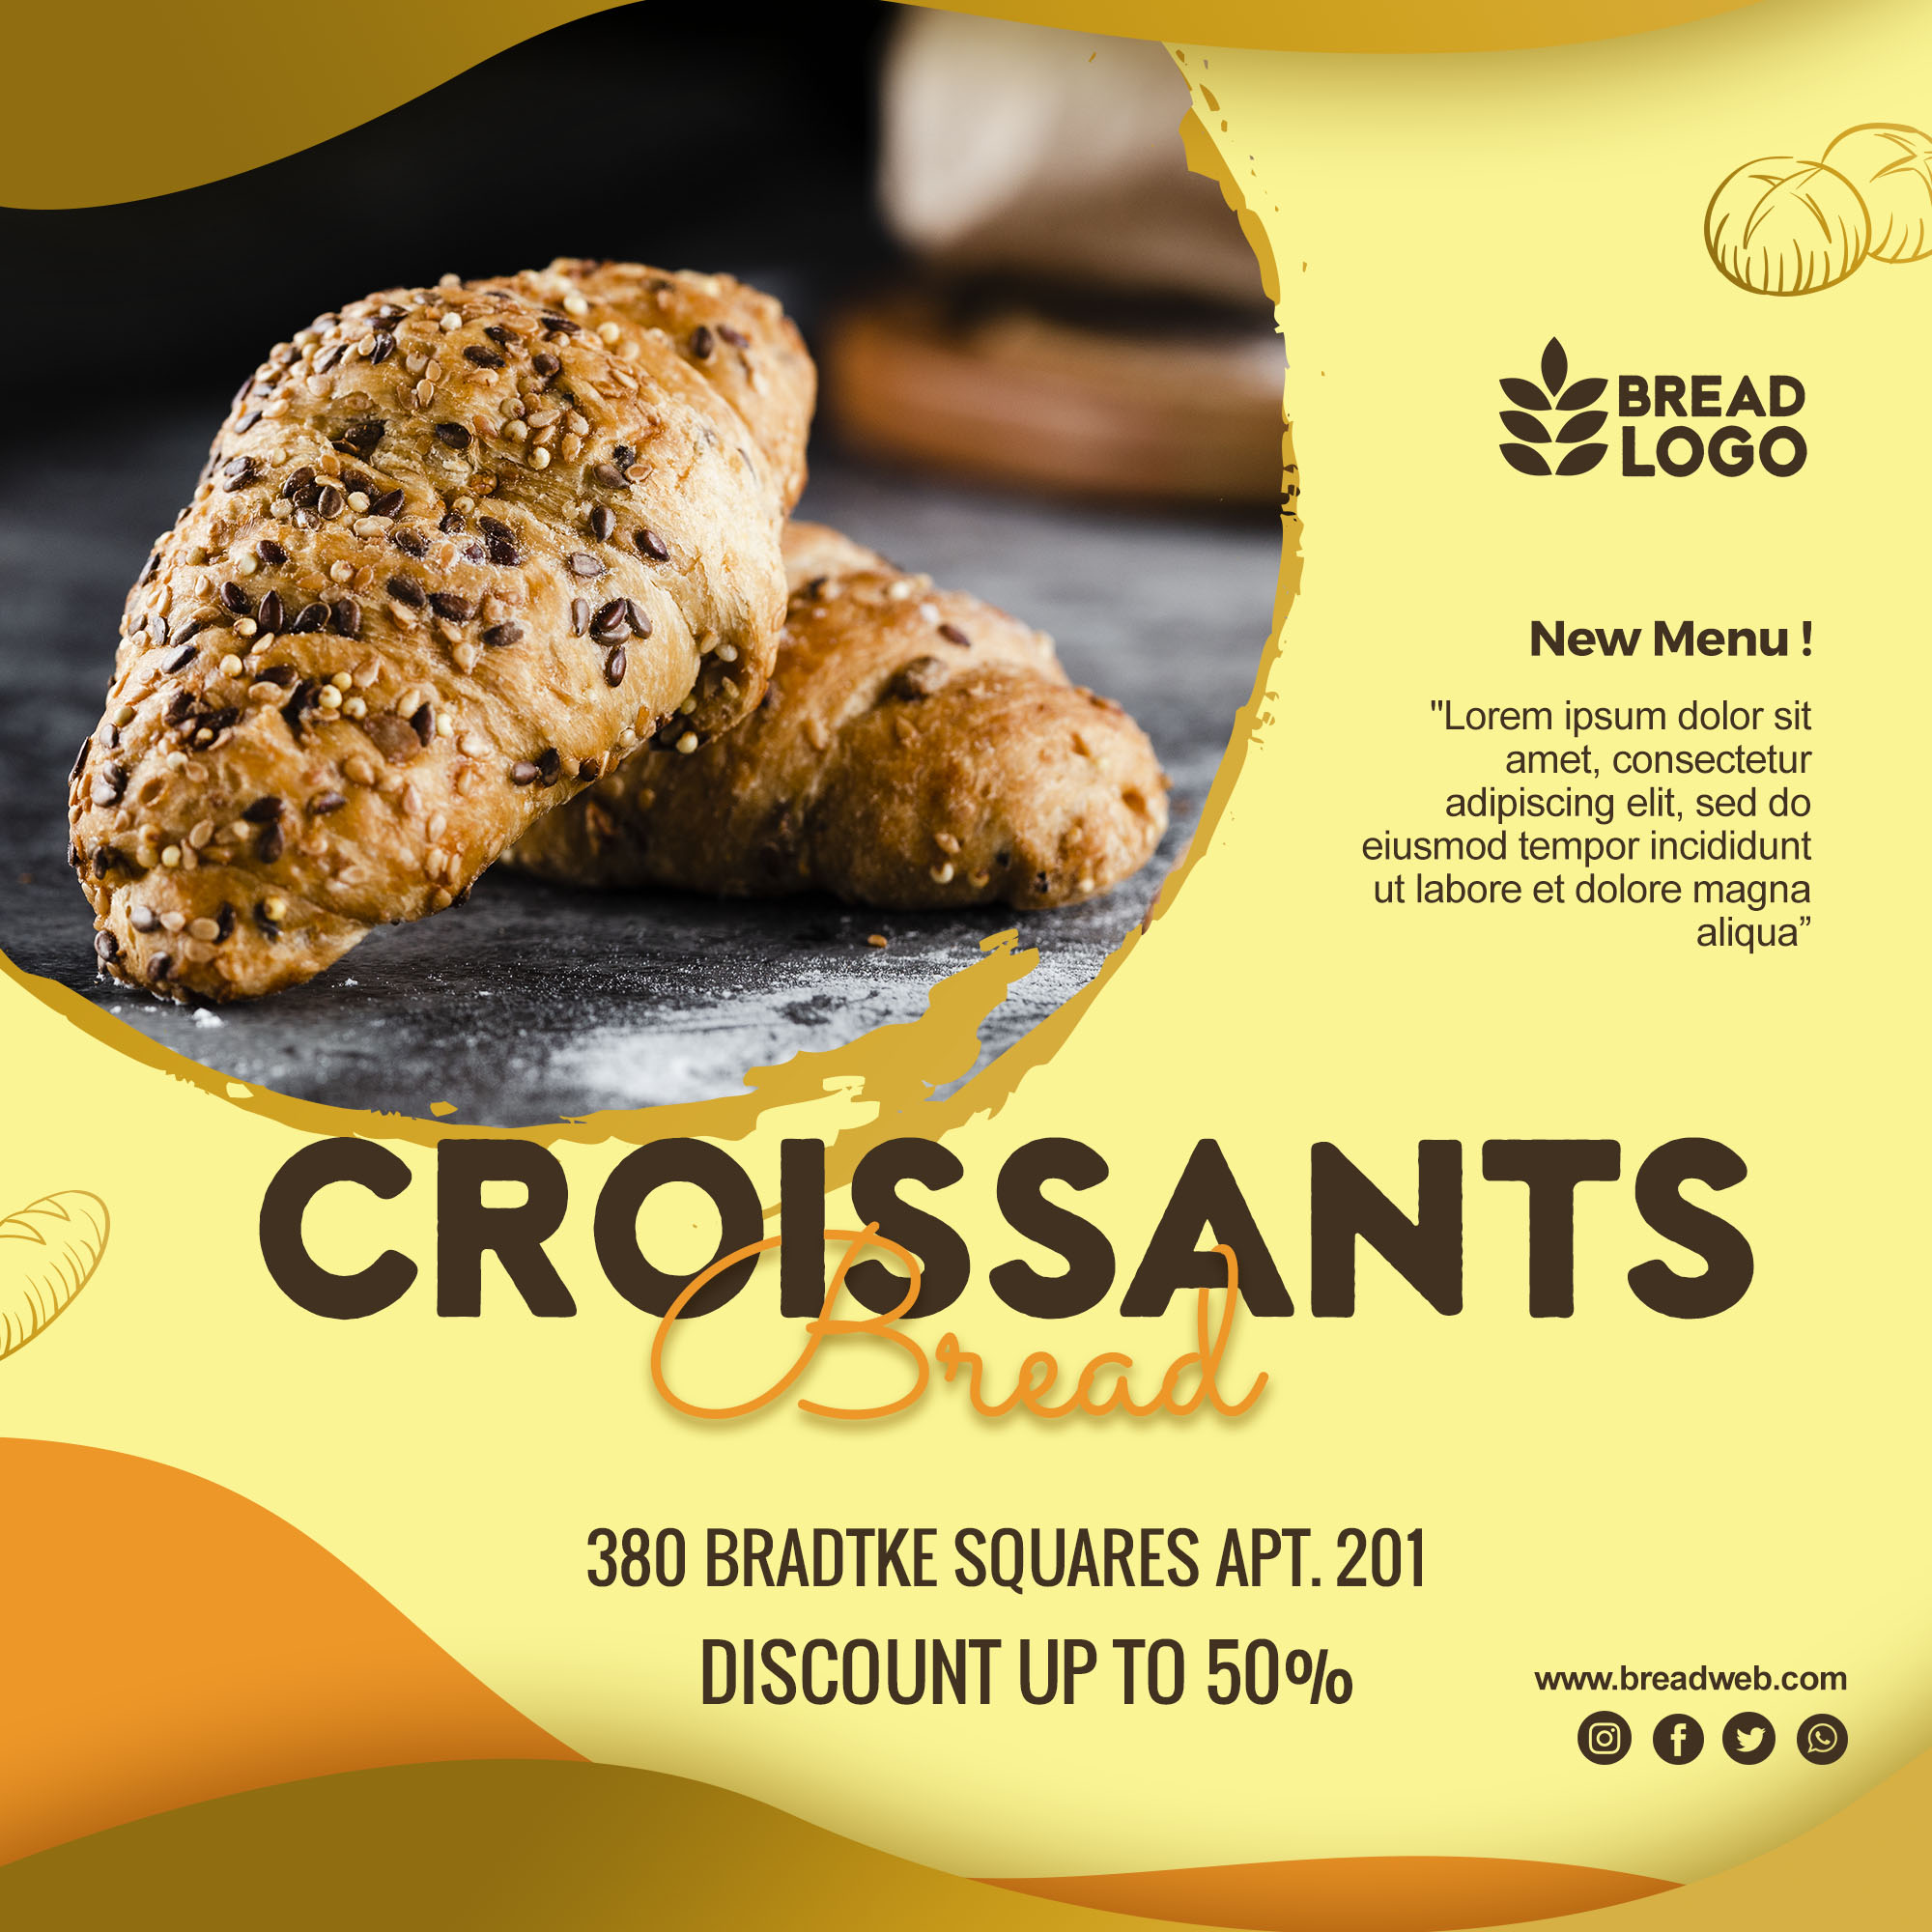 BREAD
LOGO
New Menu !
"Lorem ipsum dolor sit
amet, consectetur
adipiscing elit, sed do
eiusmod tempor incididunt
ut labore et dolore magna
aliqua”
CROISSANTS
Bread
380 BRADTKE SQUARES APT. 201
DISCOUNT UP TO 50%
www.breadweb.com